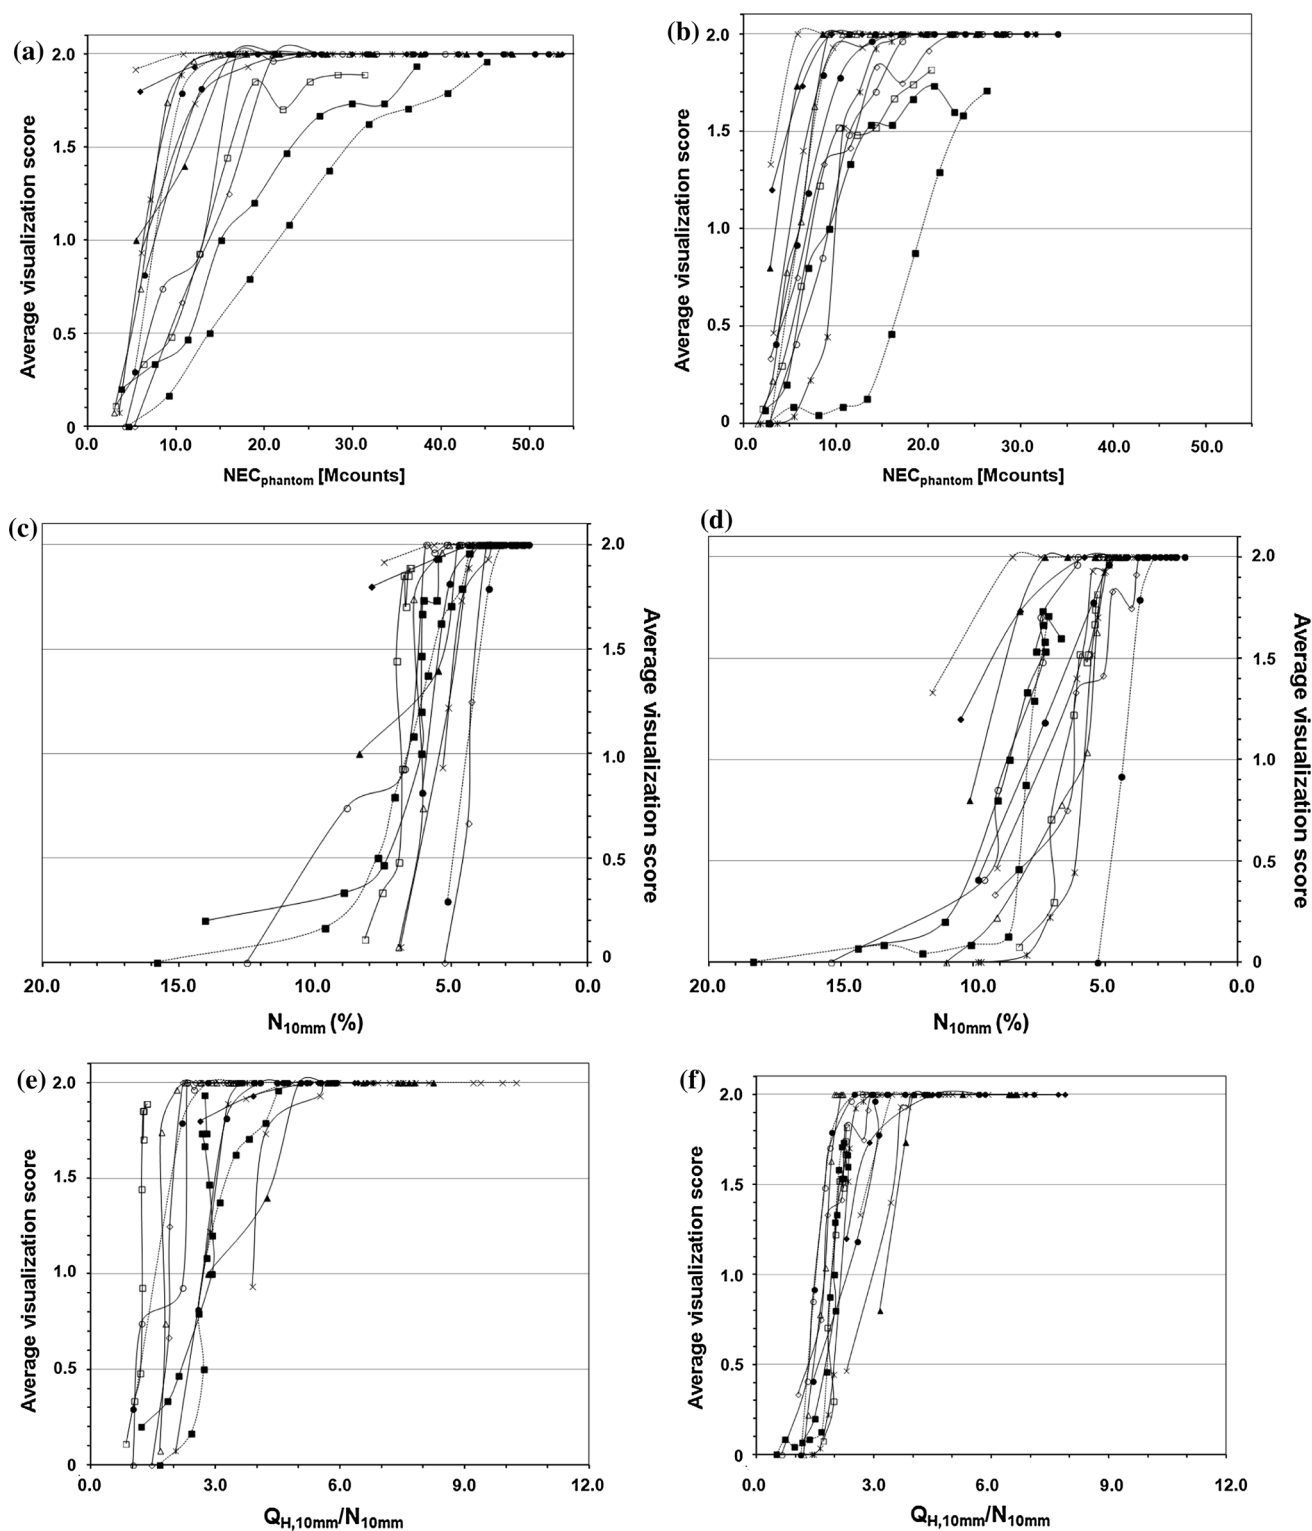 (a)
Average visualization score
2.0
1.5
1.0
0.5
0
0.0 10.0 20.0 30.0 40.0 50.0
NECphantom [Mcounts]
(b)
Average visualization score
2.0
1.5
1.0
0.5
0
0.0 10.0 20.0 30.0 40.0 50.0
NECphantom [Mcounts]
(c)
2.0
1.5
1.0
0.5
0
Average visualization score
20.0 15.0 10.0 5.0 0.0
N10mm (%)
(d)
2.0
1.5
1.0
0.5
0
Average visualization score
20.0 15.0 10.0 5.0 0.0
N10mm (%)
(e)
Average visualization score
2.0
1.5
1.0
0.5
0
0.0 3.0 6.0 9.0 12.0
QH,10mm/N10mm
(f)
Average visualization score
2.0
1.5
1.0
0.5
0
0.0 3.0 6.0 9.0 12.0
QH,10mm/N10mm